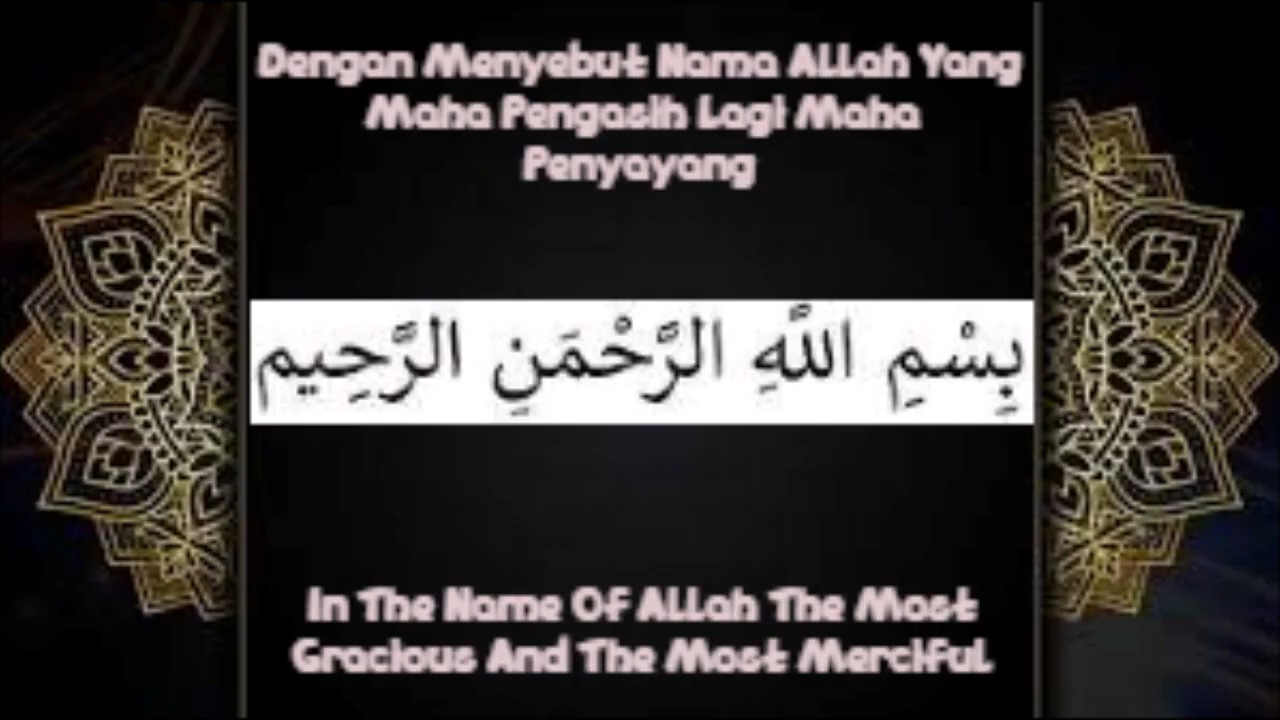 Dengan Menyebut Nama ALLah Yang
Maha Pengasih Lagi Maha
Penyayang
بِسْمِ اللَّهِ الرَّحْمَنِ الرَّحِيم
In The Name OF ALLah The Most
Gracious And The Most MercifuL